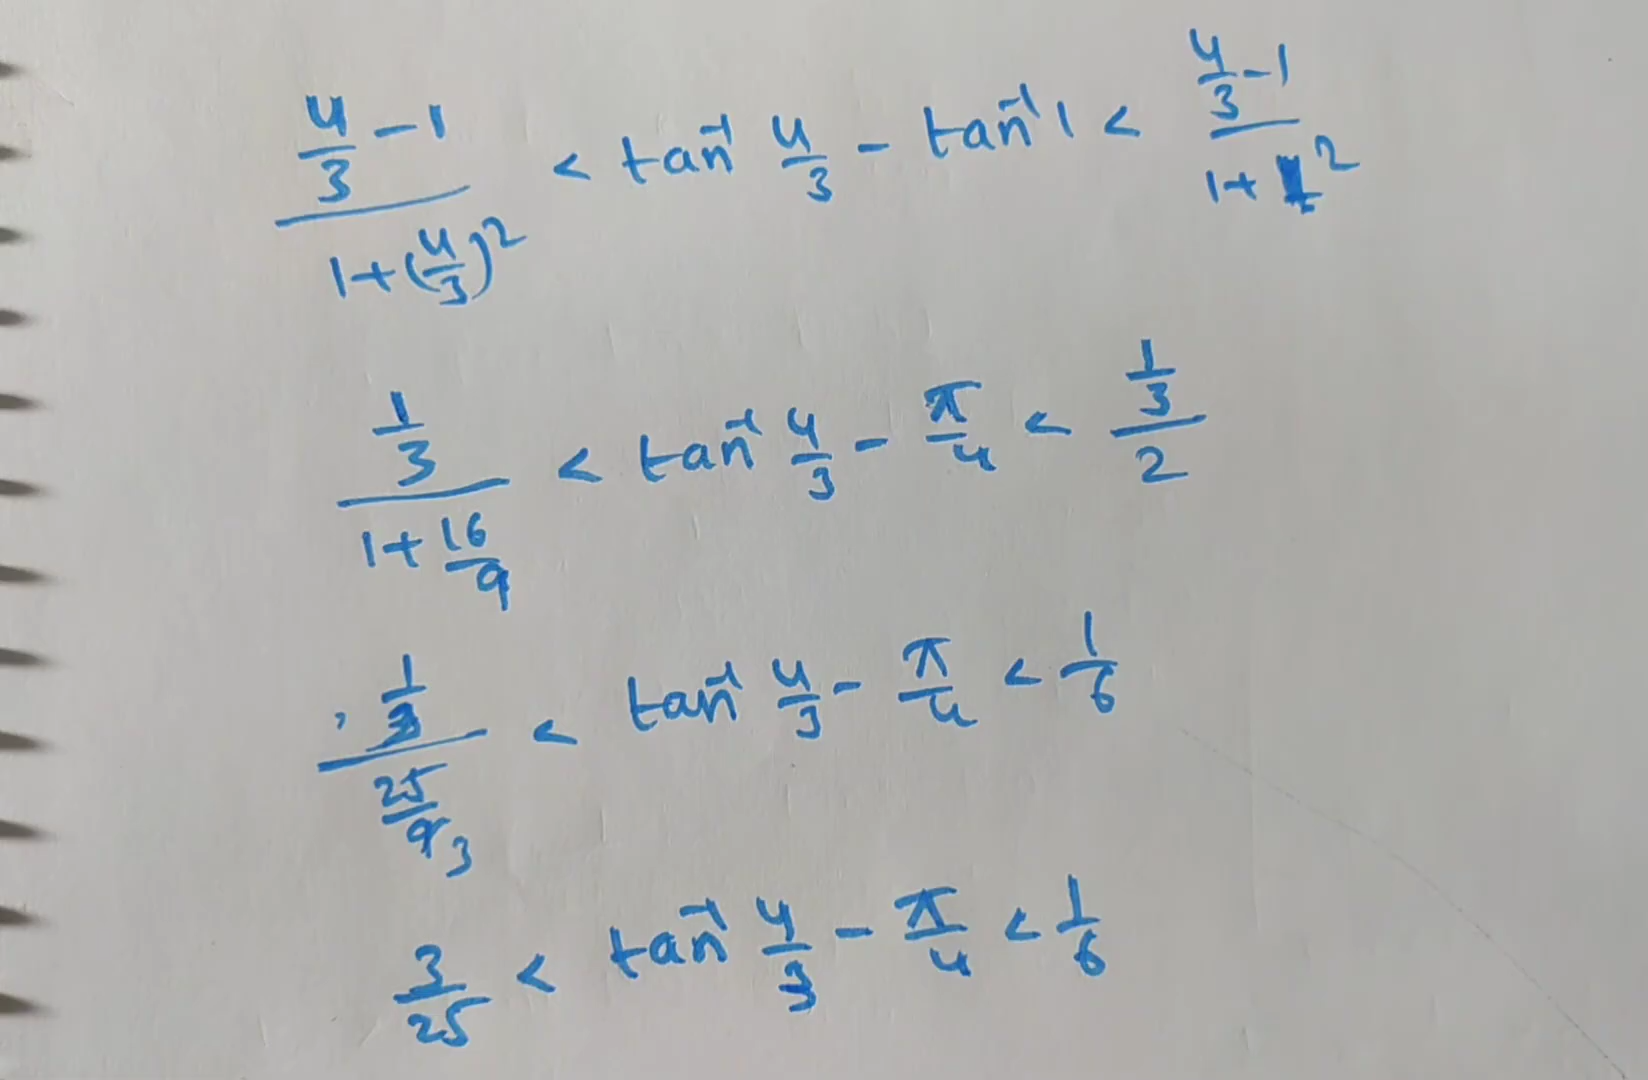 (4/3 - 1)/(1+(4/3)²) < tan⁻¹ 4/3 - tan⁻¹ 1 < (4/3 - 1)/(1+1²)
(1/3)/(1+16/9) < tan⁻¹ 4/3 - π/4 < (1/3)/2
(1/3)/(25/9) 3 < tan⁻¹ 4/3 - π/4 < 1/6
3/25 < tan⁻¹ 4/3 - π/4 < 1/6